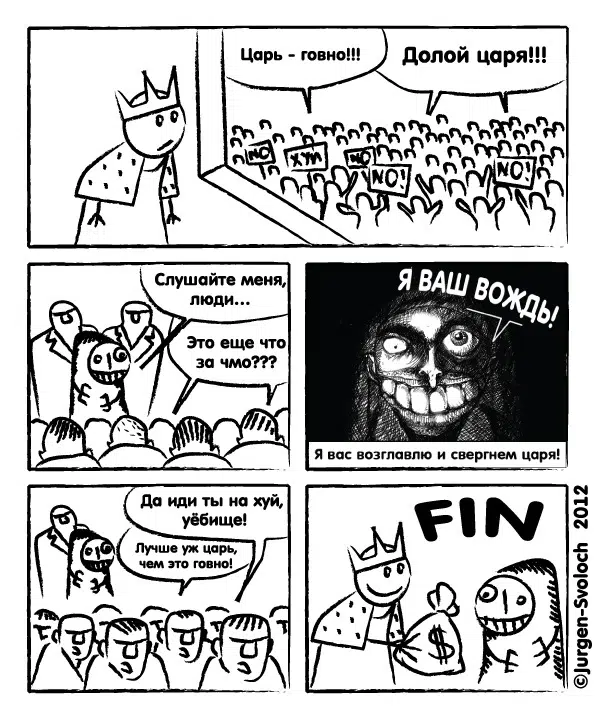 Царь - говно!!!
Долой царя!!!
NO
ХУЙ
NO
NO!
NO!
Слушайте меня,
люди...
Это еще что
за чмо???
Я ВАШ ВОЖДЬ!
Я вас возглавлю и свергнем царя!
Да иди ты на хуй,
уёбище!
Лучше уж царь,
чем это говно!
FIN
$
©Jurgen-Svoloch 2012